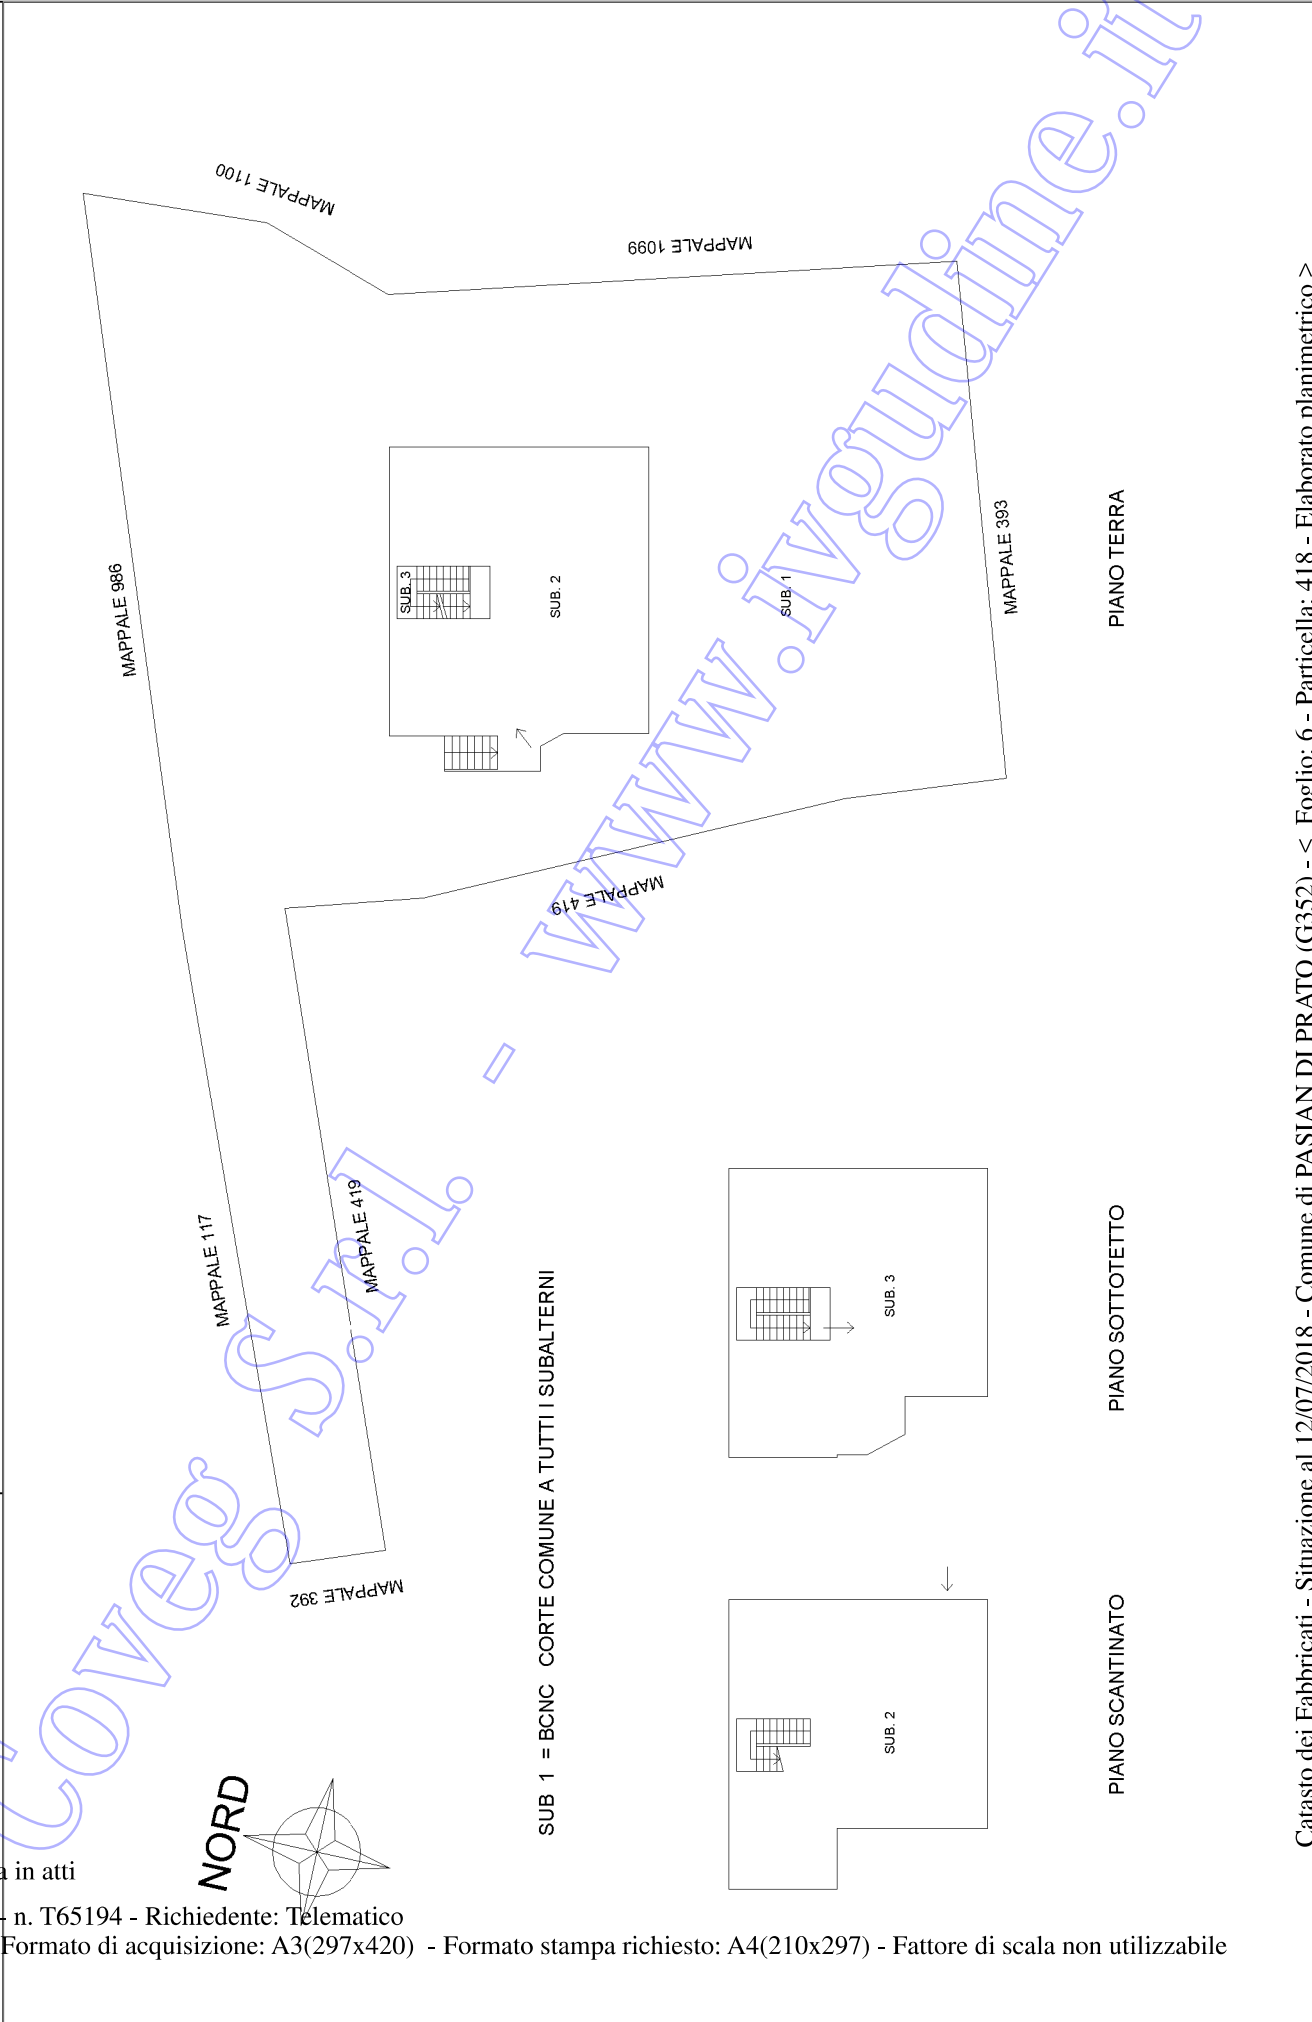 MAPPALE 1100
MAPPALE 1099
MAPPALE 986
SUB. 3
SUB. 2
SUB. 1
MAPPALE 393
PIANO TERRA
MAPPALE 419
MAPPALE 117
MAPPALE 419
MAPPALE 392
SUB 1 = BCNC CORTE COMUNE A TUTTI I SUBALTERNI
SUB. 3
PIANO SOTTOTETTO
SUB. 2
PIANO SCANTINATO
NORD
Coveg S.r.l. - www.ivgudine.it
Catasto dei Fabbricati - Situazione al 12/07/2018 - Comune di PASIAN DI PRATO (G352) - < Foglio: 6 - Particella: 418 - Elaborato planimetrico >
in atti
- n. T65194 - Richiedente: Telematico
Formato di acquisizione: A3(297x420) - Formato stampa richiesto: A4(210x297) - Fattore di scala non utilizzabile